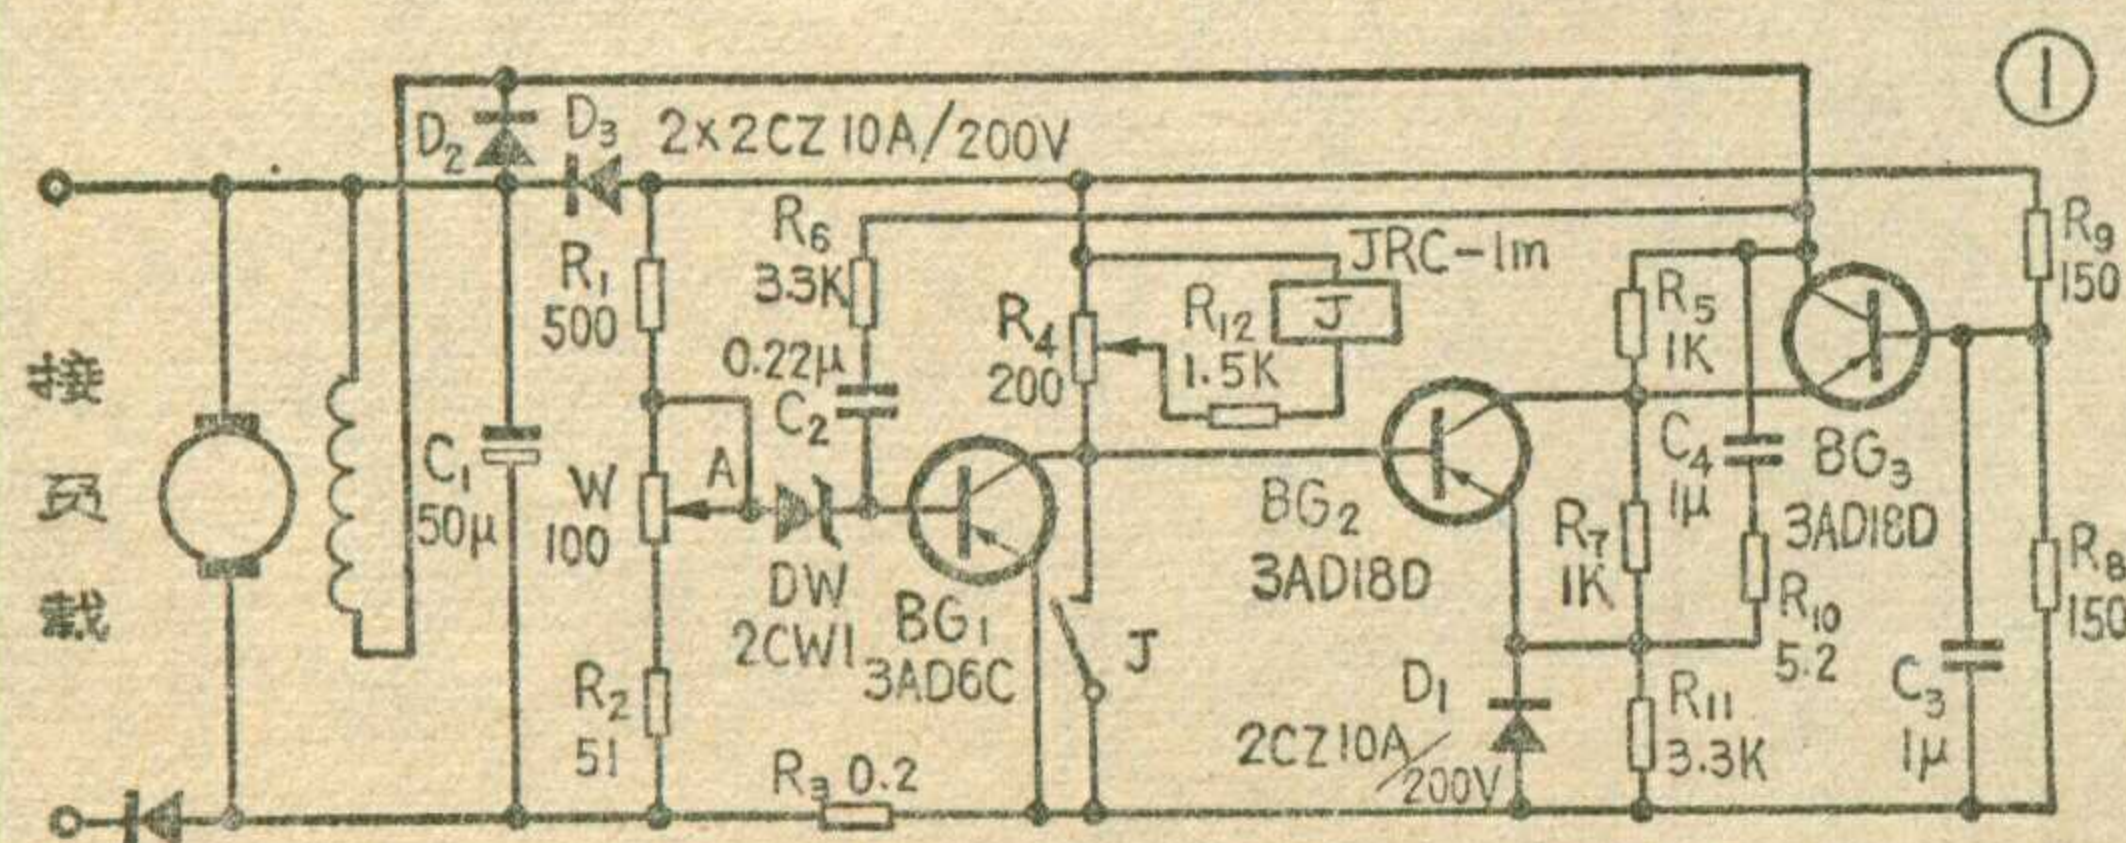 ①
D₂
D₃
2×2CZ 10A/200V
R₁
500
R₆
3.3K
0.22μ
C₂
JRC-1m
R₄
200
R₁₂
1.5K
J
R₅
1K
R₉
150
接员载
C₁
50μ
W
100
A
DW
2CW1
BG₁
3AD6C
J
BG₂
3AD18D
C₄
1μ
BG₃
3AD18D
R₇
1K
R₁₀
5.2
R₈
150
R₂
51
R₃ 0.2
D₁
2CZ10A/200V
R₁₁
3.3K
C₃
1μ